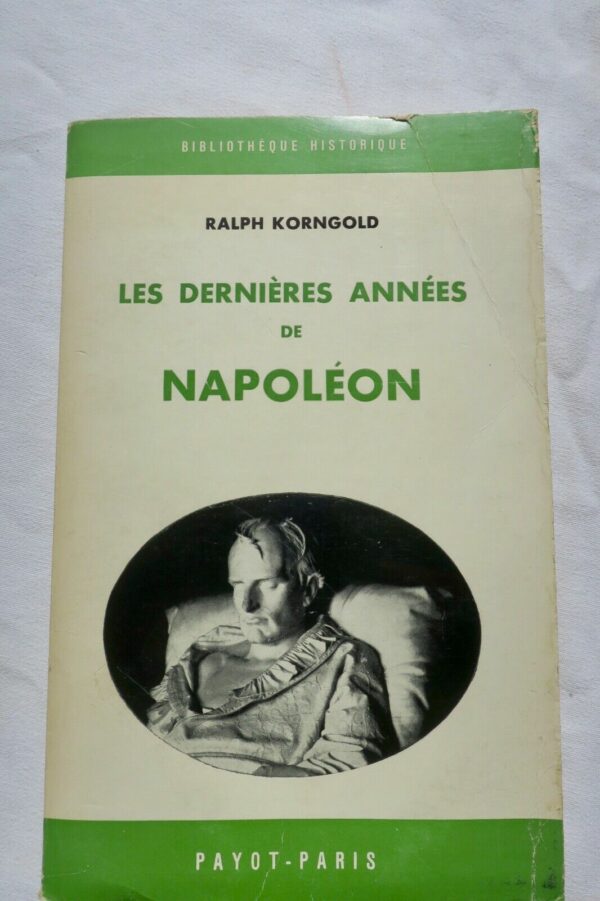 BIBLIOTHÈQUE HISTORIQUE
RALPH KORNGOLD
LES DERNIÈRES ANNÉES
DE
NAPOLÉON
PAYOT-PARIS